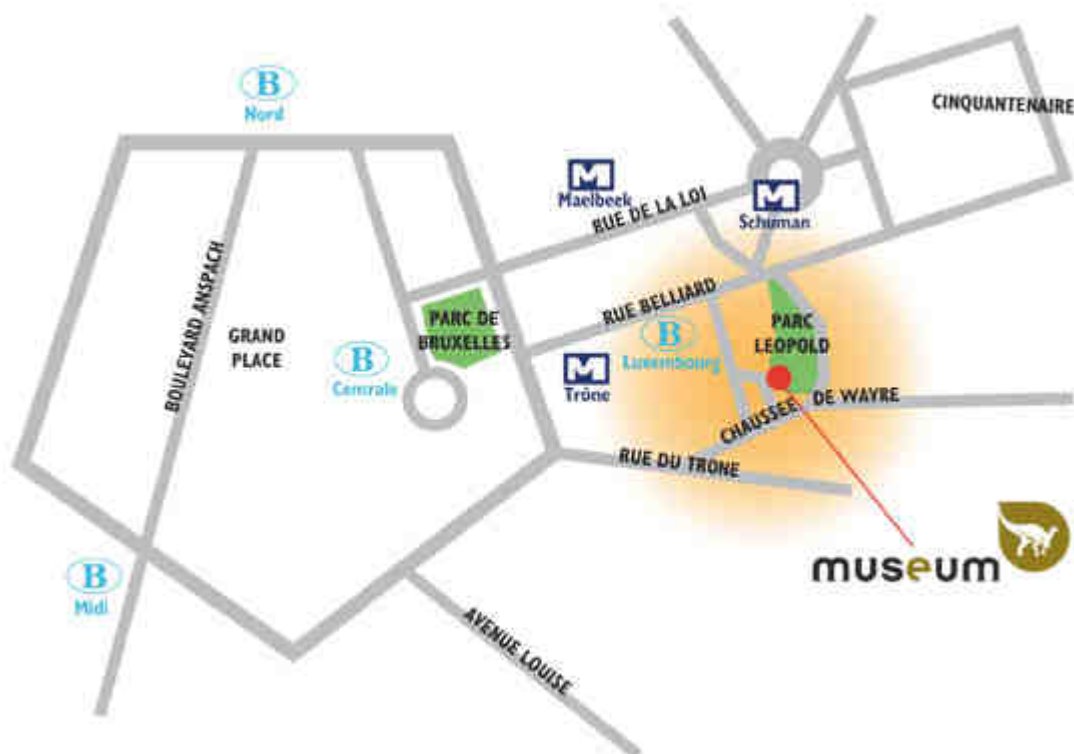 B
Nord
CINQUANTENAIRE
M
Maelbeek
RUE DE LA LOI
M
Schuman
BOULEVARD ANSPACH
GRAND
PLACE
PARC DE
BRUXELLES
RUE BELLIARD
PARC
LEOPOLD
B
Centrale
M
Trône
B
Luxembourg
CHAUSSEE DE WAVRE
RUE DU TRONE
museum
B
Midi
AVENUE LOUISE